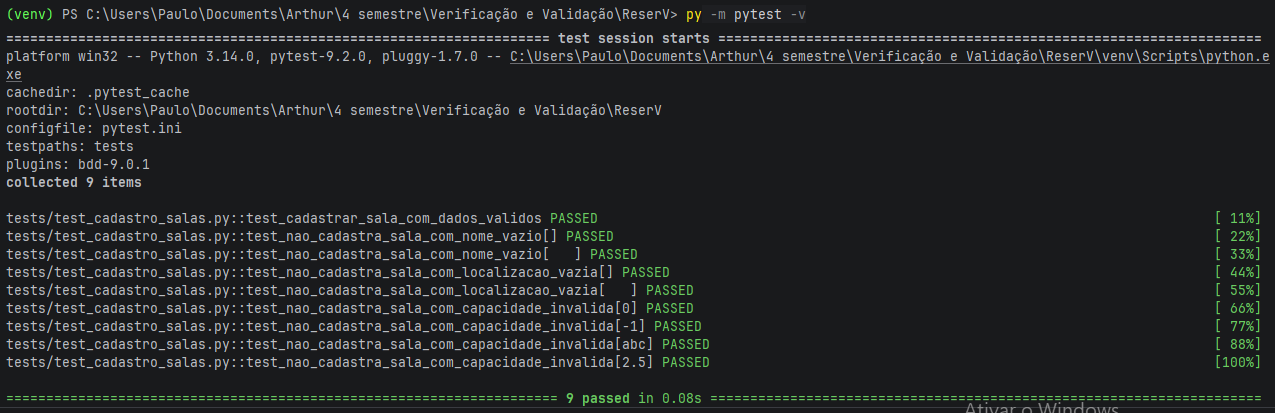 (venv) PS C:\Users\Paulo\Documents\Arthur\4 semestre\Verificação e Validação\ReserV> py -m pytest -v
==================================================================== test session starts ====================================================================
platform win32 -- Python 3.14.0, pytest-9.2.0, pluggy-1.7.0 -- C:\Users\Paulo\Documents\Arthur\4 semestre\Verificação e Validação\ReserV\venv\Scripts\python.e
xe
cachedir: .pytest_cache
rootdir: C:\Users\Paulo\Documents\Arthur\4 semestre\Verificação e Validação\ReserV
configfile: pytest.ini
testpaths: tests
plugins: bdd-9.0.1
collected 9 items
tests/test_cadastro_salas.py::test_cadastrar_sala_com_dados_validos PASSED [ 11%]
tests/test_cadastro_salas.py::test_nao_cadastra_sala_com_nome_vazio[] PASSED [ 22%]
tests/test_cadastro_salas.py::test_nao_cadastra_sala_com_nome_vazio[   ] PASSED [ 33%]
tests/test_cadastro_salas.py::test_nao_cadastra_sala_com_localizacao_vazia[] PASSED [ 44%]
tests/test_cadastro_salas.py::test_nao_cadastra_sala_com_localizacao_vazia[   ] PASSED [ 55%]
tests/test_cadastro_salas.py::test_nao_cadastra_sala_com_capacidade_invalida[0] PASSED [ 66%]
tests/test_cadastro_salas.py::test_nao_cadastra_sala_com_capacidade_invalida[-1] PASSED [ 77%]
tests/test_cadastro_salas.py::test_nao_cadastra_sala_com_capacidade_invalida[abc] PASSED [ 88%]
tests/test_cadastro_salas.py::test_nao_cadastra_sala_com_capacidade_invalida[2.5] PASSED [100%]
===================================================================== 9 passed in 0.08s =====================================================================
Ativar o Windows